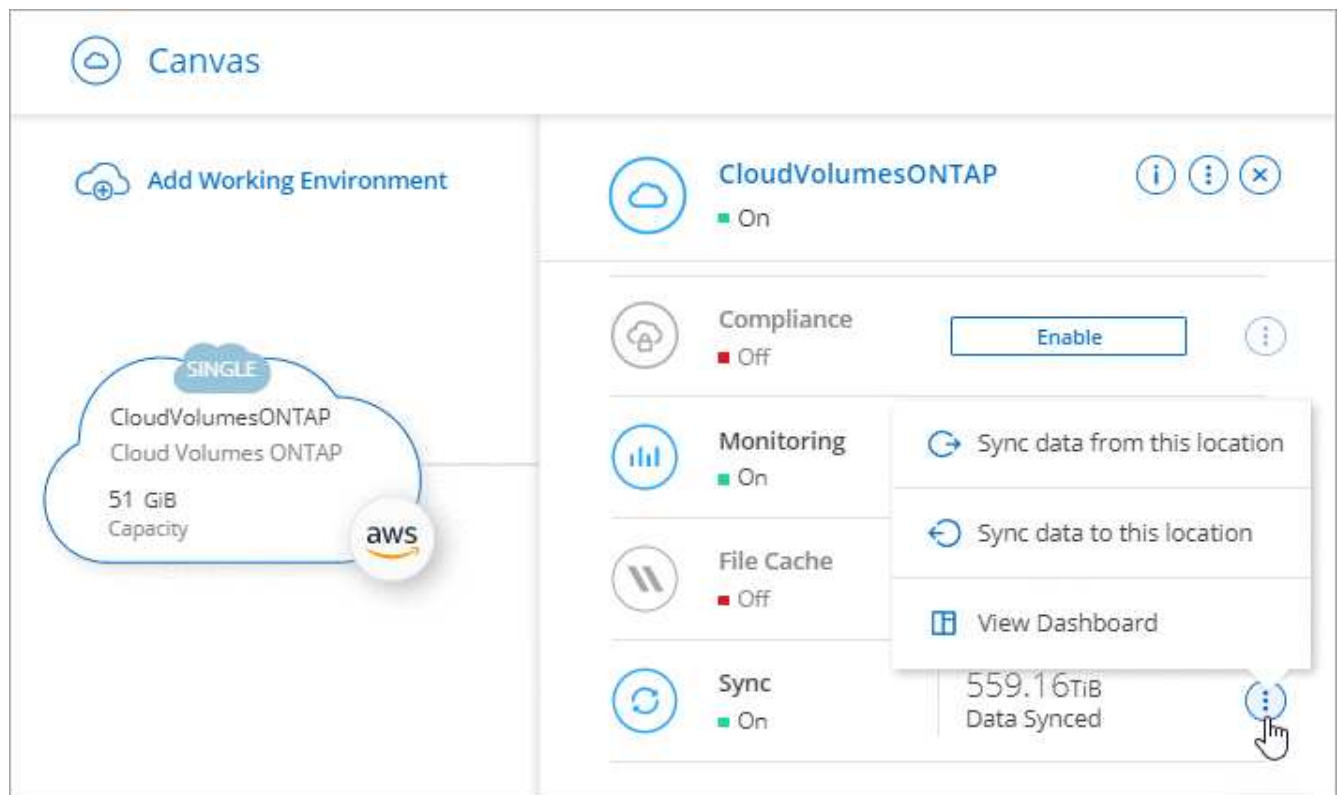 Canvas
Add Working Environment
SINGLE
CloudVolumesONTAP
Cloud Volumes ONTAP
51 GiB
Capacity
aws
CloudVolumesONTAP
On
Compliance
Off
Enable
Monitoring
On
File Cache
Off
Sync data from this location
Sync data to this location
View Dashboard
Sync
On
559.16TiB
Data Synced